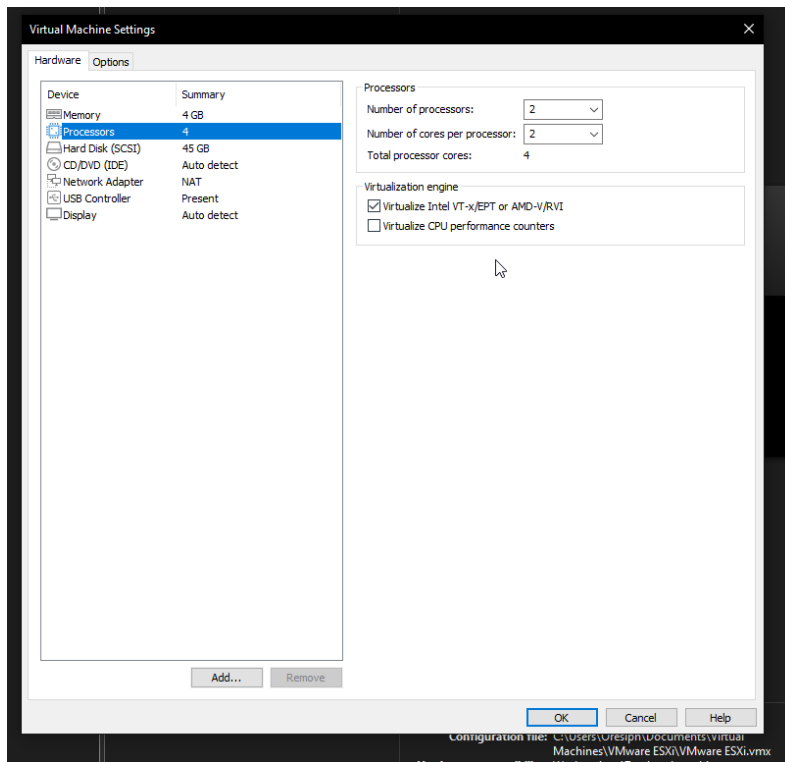 Virtual Machine Settings
Hardware Options
Device Summary
Memory 4 GB
Processors 4
Hard Disk (SCSI) 45 GB
CD/DVD (IDE) Auto detect
Network Adapter NAT
USB Controller Present
Display Auto detect
Add... Remove
Processors
Number of processors: 2
Number of cores per processor: 2
Total processor cores: 4
Virtualization engine
Virtualize Intel VT-x/EPT or AMD-V/RVI
Virtualize CPU performance counters
OK Cancel Help
Configuration file: C:\Users\Oresiph\Documents\Virtual
Machines\VMware ESXi\VMware ESXi.vmx